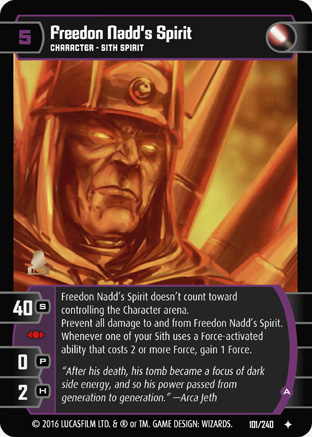 5
Freedon Nadd's Spirit
CHARACTER - SITH SPIRIT
40 S
Freedon Nadd's Spirit doesn't count toward
controlling the Character arena.
Prevent all damage to and from Freedon Nadd's Spirit.
Whenever one of your Sith uses a Force-activated
ability that costs 2 or more Force, gain 1 Force.
0 P
2 H
"After his death, his tomb became a focus of dark
side energy, and so his power passed from
generation to generation." —Arca Jeth
A
© 2016 LUCASFILM LTD. & ® or TM. GAME DESIGN: WIZARDS. 101/240